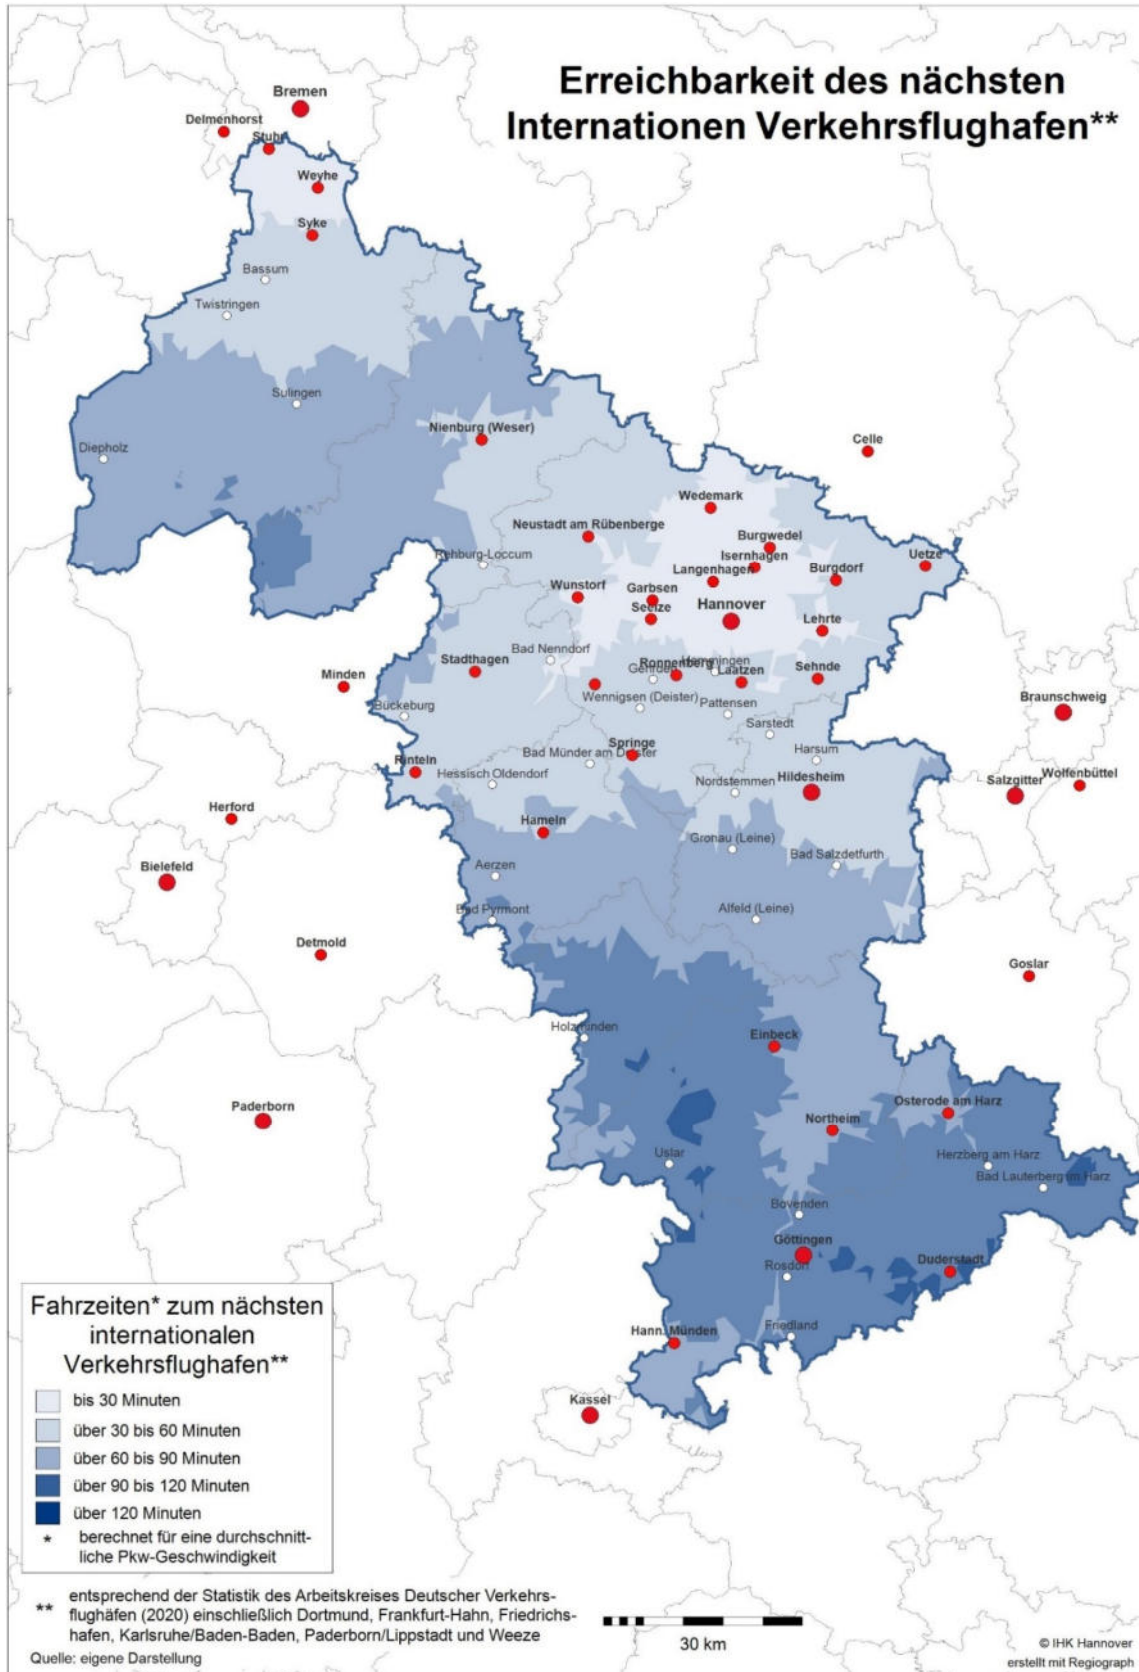 Erreichbarkeit des nächsten
Internationen Verkehrsflughafen**
Bremen
Delmenhorst
Stuhr
Weyhe
Syke
Bassum
Twistringen
Sulingen
Diepholz
Nienburg (Weser)
Celle
Wedemark
Neustadt am Rübenberge
Burgwedel
Isernhagen
Rehburg-Loccum
Langenhagen
Burgdorf
Uetze
Wunstorf
Garbsen
Hannover
Seelze
Lehrte
Bad Nenndorf
Stadthagen
Ronnenberg
Hemmingen
Gehrden
Laatzen
Sehnde
Minden
Braunschweig
Bückeburg
Wennigsen (Deister)
Pattensen
Sarstedt
Springe
Bad Münder am Deister
Harsum
Rinteln
Hessisch Oldendorf
Nordstemmen
Hildesheim
Salzgitter
Wolfenbüttel
Herford
Hameln
Gronau (Leine)
Bad Salzdetfurth
Bielefeld
Aerzen
Bad Pyrmont
Alfeld (Leine)
Detmold
Goslar
Holzminden
Einbeck
Paderborn
Osterode am Harz
Northeim
Uslar
Herzberg am Harz
Bad Lauterberg im Harz
Bovenden
Göttingen
Duderstadt
Rosdorf
Friedland
Hann. Münden
Kassel
Fahrzeiten* zum nächsten
internationalen
Verkehrsflughafen**
bis 30 Minuten
über 30 bis 60 Minuten
über 60 bis 90 Minuten
über 90 bis 120 Minuten
über 120 Minuten
* berechnet für eine durchschnitt-
liche Pkw-Geschwindigkeit
** entsprechend der Statistik des Arbeitskreises Deutscher Verkehrs-
flughäfen (2020) einschließlich Dortmund, Frankfurt-Hahn, Friedrichs-
hafen, Karlsruhe/Baden-Baden, Paderborn/Lippstadt und Weeze
Quelle: eigene Darstellung
30 km
© IHK Hannover
erstellt mit Regiograph